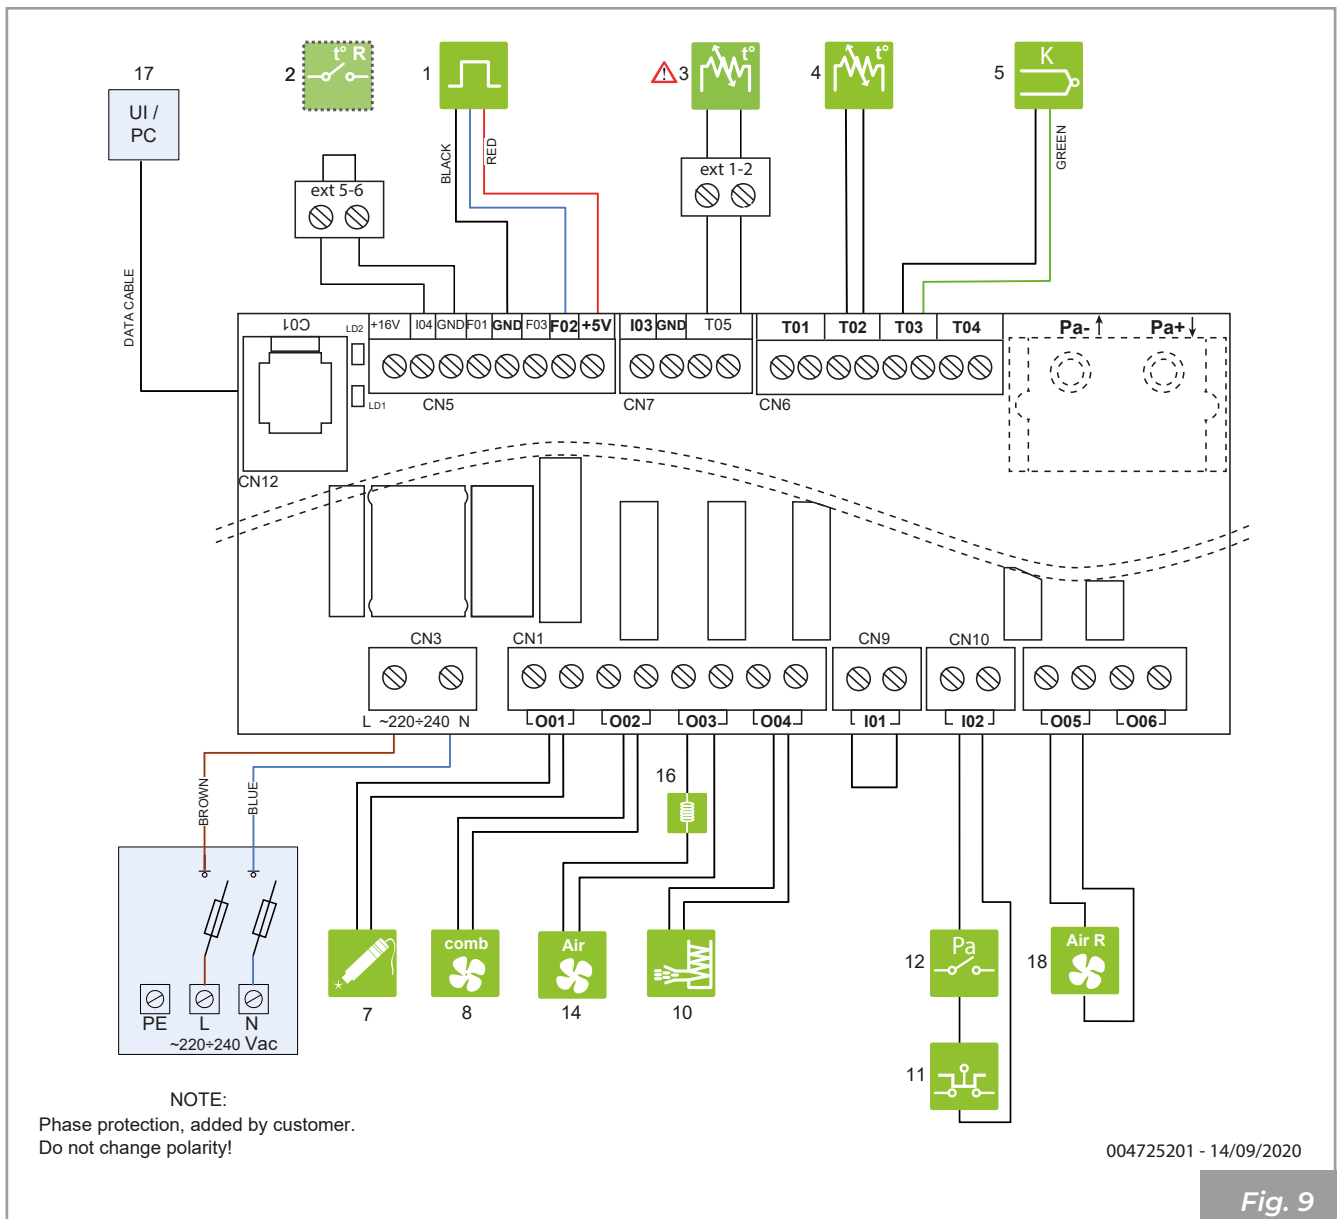 17
UI /
PC
2
t° R
1
3
t°
4
t°
5
K
BLACK
RED
GREEN
DATA CABLE
ext 5-6
ext 1-2
C01
LD2
LD1
+16V I04 GND F01 GND F03 F02 +5V
I03 GND T05
T01 T02 T03 T04
Pa- Pa+
CN5
CN7
CN6
CN12
CN3
CN1
CN9
CN10
L ~220÷240 N
O01 O02 O03 O04 I01 I02 O05 O06
BROWN
BLUE
16
comb
Air
Pa
Air R
12
18
11
7
8
14
10
PE L N
~220÷240 Vac
NOTE:
Phase protection, added by customer.
Do not change polarity!
004725201 - 14/09/2020
Fig. 9